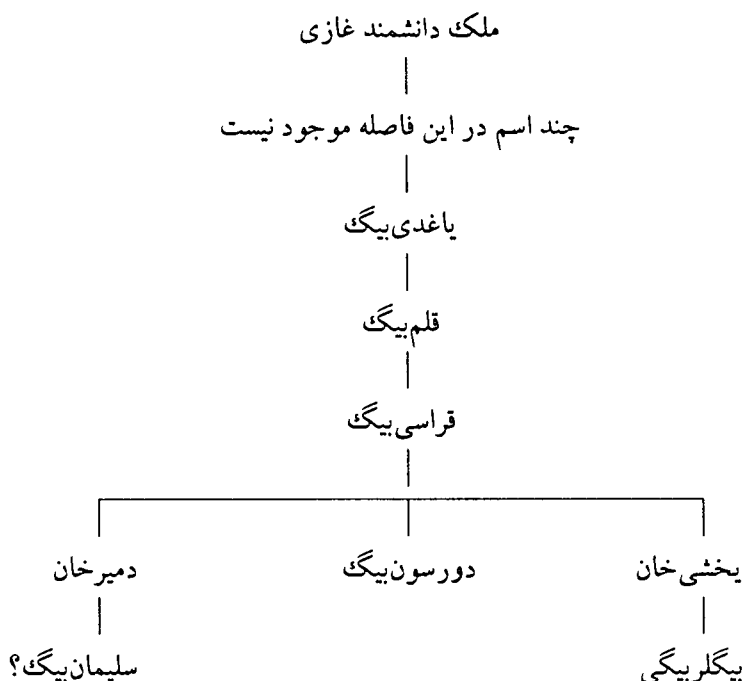 ملک دانشمند غازی
چند اسم در این فاصله موجود نیست
یاغدی‌بیگ
قلم‌بیگ
قراسی‌بیگ
یخشی‌خان دورسون‌بیگ دمیرخان
بیگلربیگی سلیمان‌بیگ؟